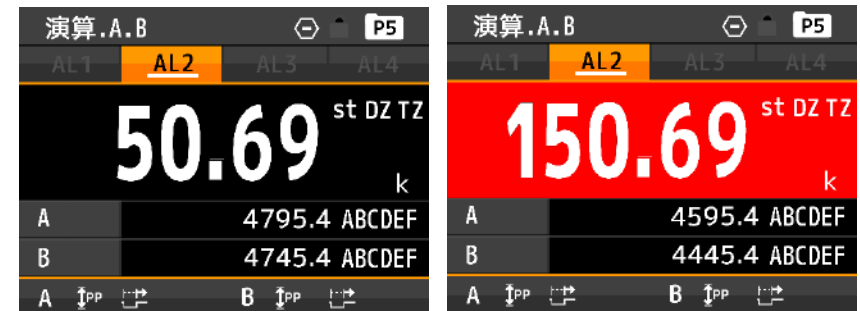 演算.A.B P5
AL1 AL2 AL3 AL4
50.69 st DZ TZ
k
A 4795.4 ABCDEF
B 4745.4 ABCDEF
A PP B PP
演算.A.B P5
AL1 AL2 AL3 AL4
150.69 st DZ TZ
k
A 4595.4 ABCDEF
B 4445.4 ABCDEF
A PP B PP